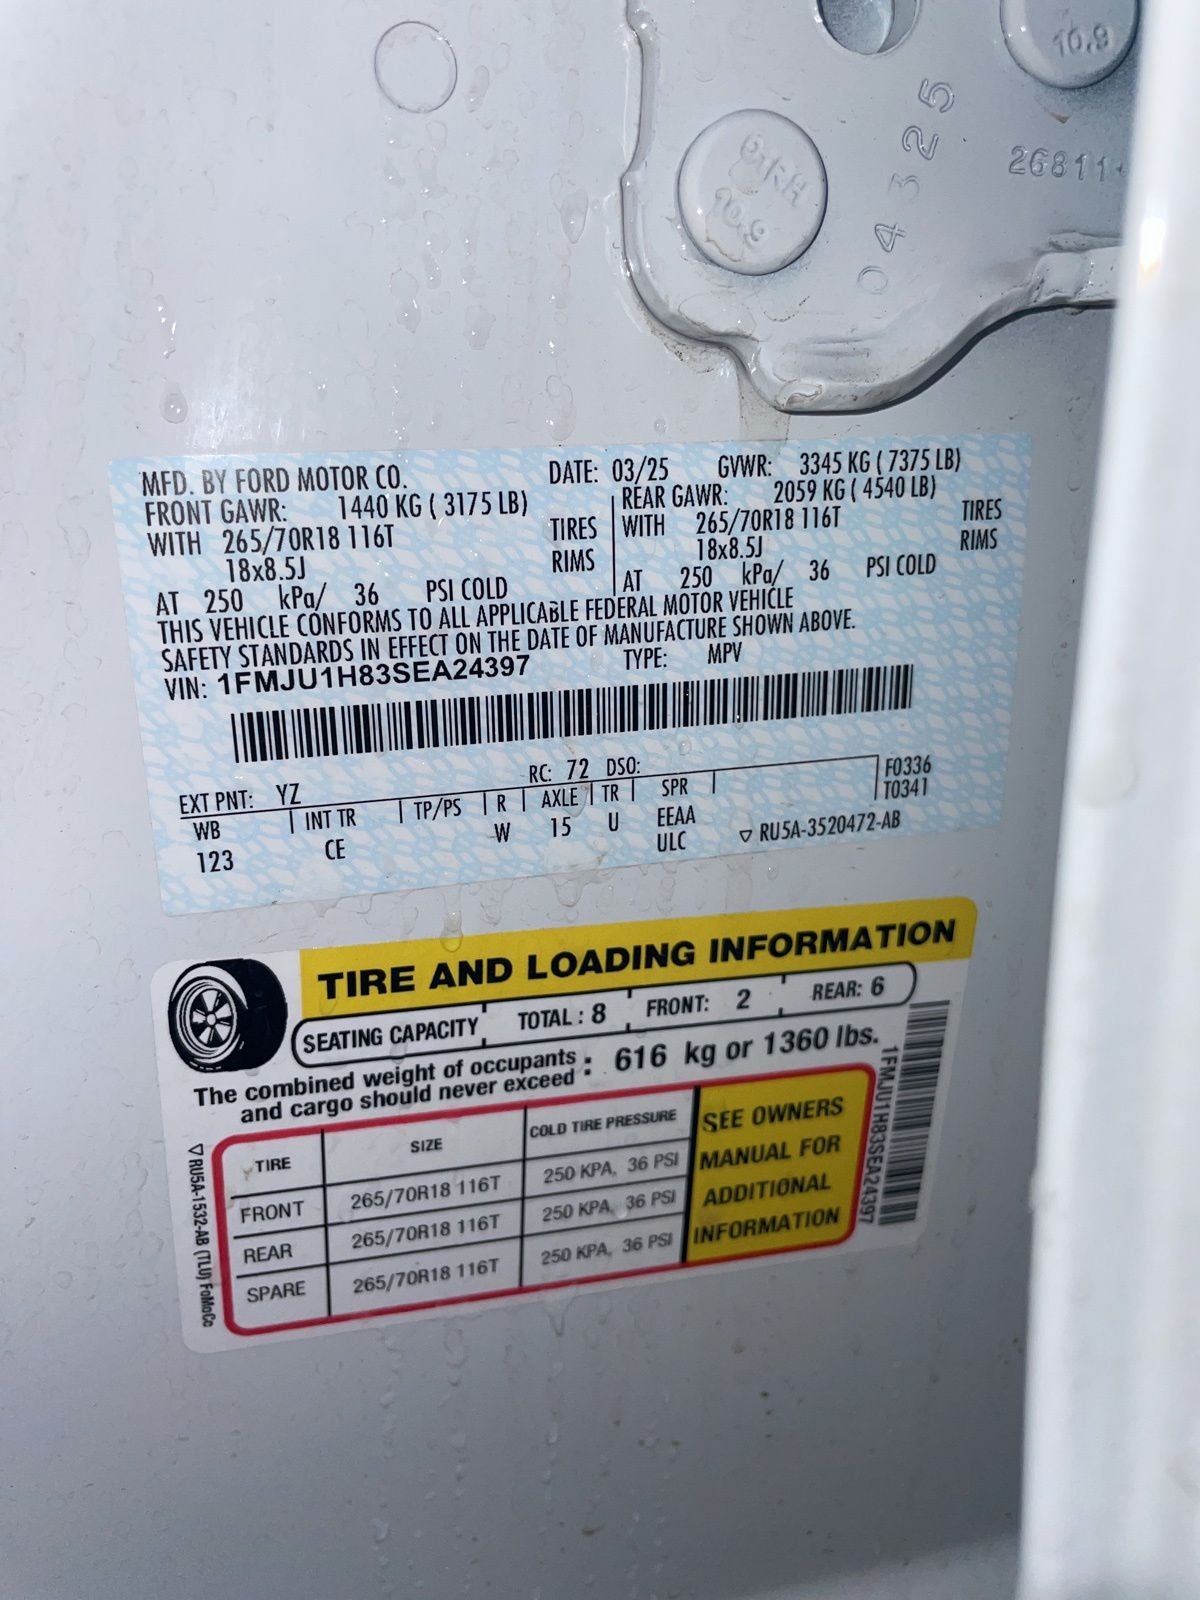 10.9
04325
26811
10.9
MFD. BY FORD MOTOR CO. DATE: 03/25 GVWR: 3345 KG ( 7375 LB)
FRONT GAWR: 1440 KG ( 3175 LB) REAR GAWR: 2059 KG ( 4540 LB)
WITH 265/70R18 116T TIRES WITH 265/70R18 116T TIRES
18x8.5J RIMS 18x8.5J RIMS
AT 250 kPa/ 36 PSI COLD AT 250 kPa/ 36 PSI COLD
THIS VEHICLE CONFORMS TO ALL APPLICABLE FEDERAL MOTOR VEHICLE
SAFETY STANDARDS IN EFFECT ON THE DATE OF MANUFACTURE SHOWN ABOVE.
VIN: 1FMJU1H83SEA24397 TYPE: MPV
EXT PNT: YZ RC: 72 DSO: F0336
WB INT TR TP/PS R AXLE TR SPR T0341
123 CE W 15 U EEAA
ULC ▽ RU5A-3520472-AB
TIRE AND LOADING INFORMATION
SEATING CAPACITY TOTAL : 8 FRONT: 2 REAR: 6
The combined weight of occupants and cargo should never exceed : 616 kg or 1360 lbs.
TIRE SIZE COLD TIRE PRESSURE
FRONT 265/70R18 116T 250 KPA, 36 PSI
REAR 265/70R18 116T 250 KPA, 36 PSI
SPARE 265/70R18 116T 250 KPA, 36 PSI
SEE OWNERS
MANUAL FOR
ADDITIONAL
INFORMATION
▽ RU5A-1532-AB (TLU) FoMoCo
1FMJU1H83SEA24397